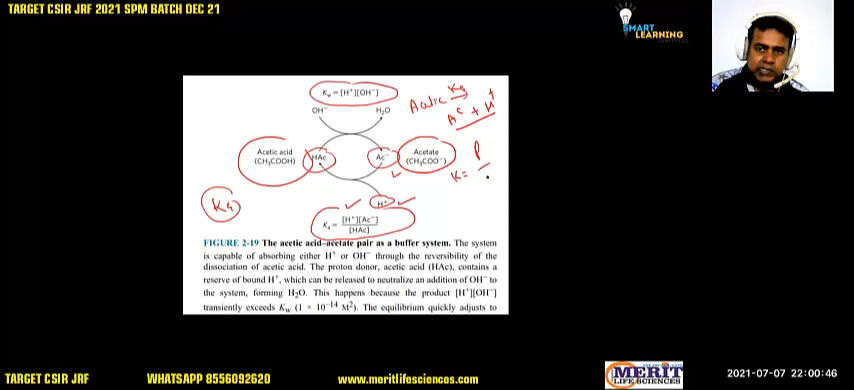 TARGET CSIR JRF 2021 SPM BATCH DEC 21
SMART
LEARNING
Kw = [H⁺][OH⁻]
OH⁻ H₂O
Acetic acid
(CH₃COOH)
HAc
Ac⁻
Acetate
(CH₃COO⁻)
H⁺
Ka = [H⁺][Ac⁻]
[HAc]
Ka
K= P
FIGURE 2-19 The acetic acid–acetate pair as a buffer system. The system
is capable of absorbing either H⁺ or OH⁻ through the reversibility of the
dissociation of acetic acid. The proton donor, acetic acid (HAc), contains a
reserve of bound H⁺, which can be released to neutralize an addition of OH⁻ to
the system, forming H₂O. This happens because the product [H⁺][OH⁻]
transiently exceeds Kw (1 × 10⁻¹⁴ M²). The equilibrium quickly adjusts to
TARGET CSIR JRF WHATSAPP 8556092620 www.meritlifesciences.com
MERIT
LIFE SCIENCES
2021-07-07 22:00:46